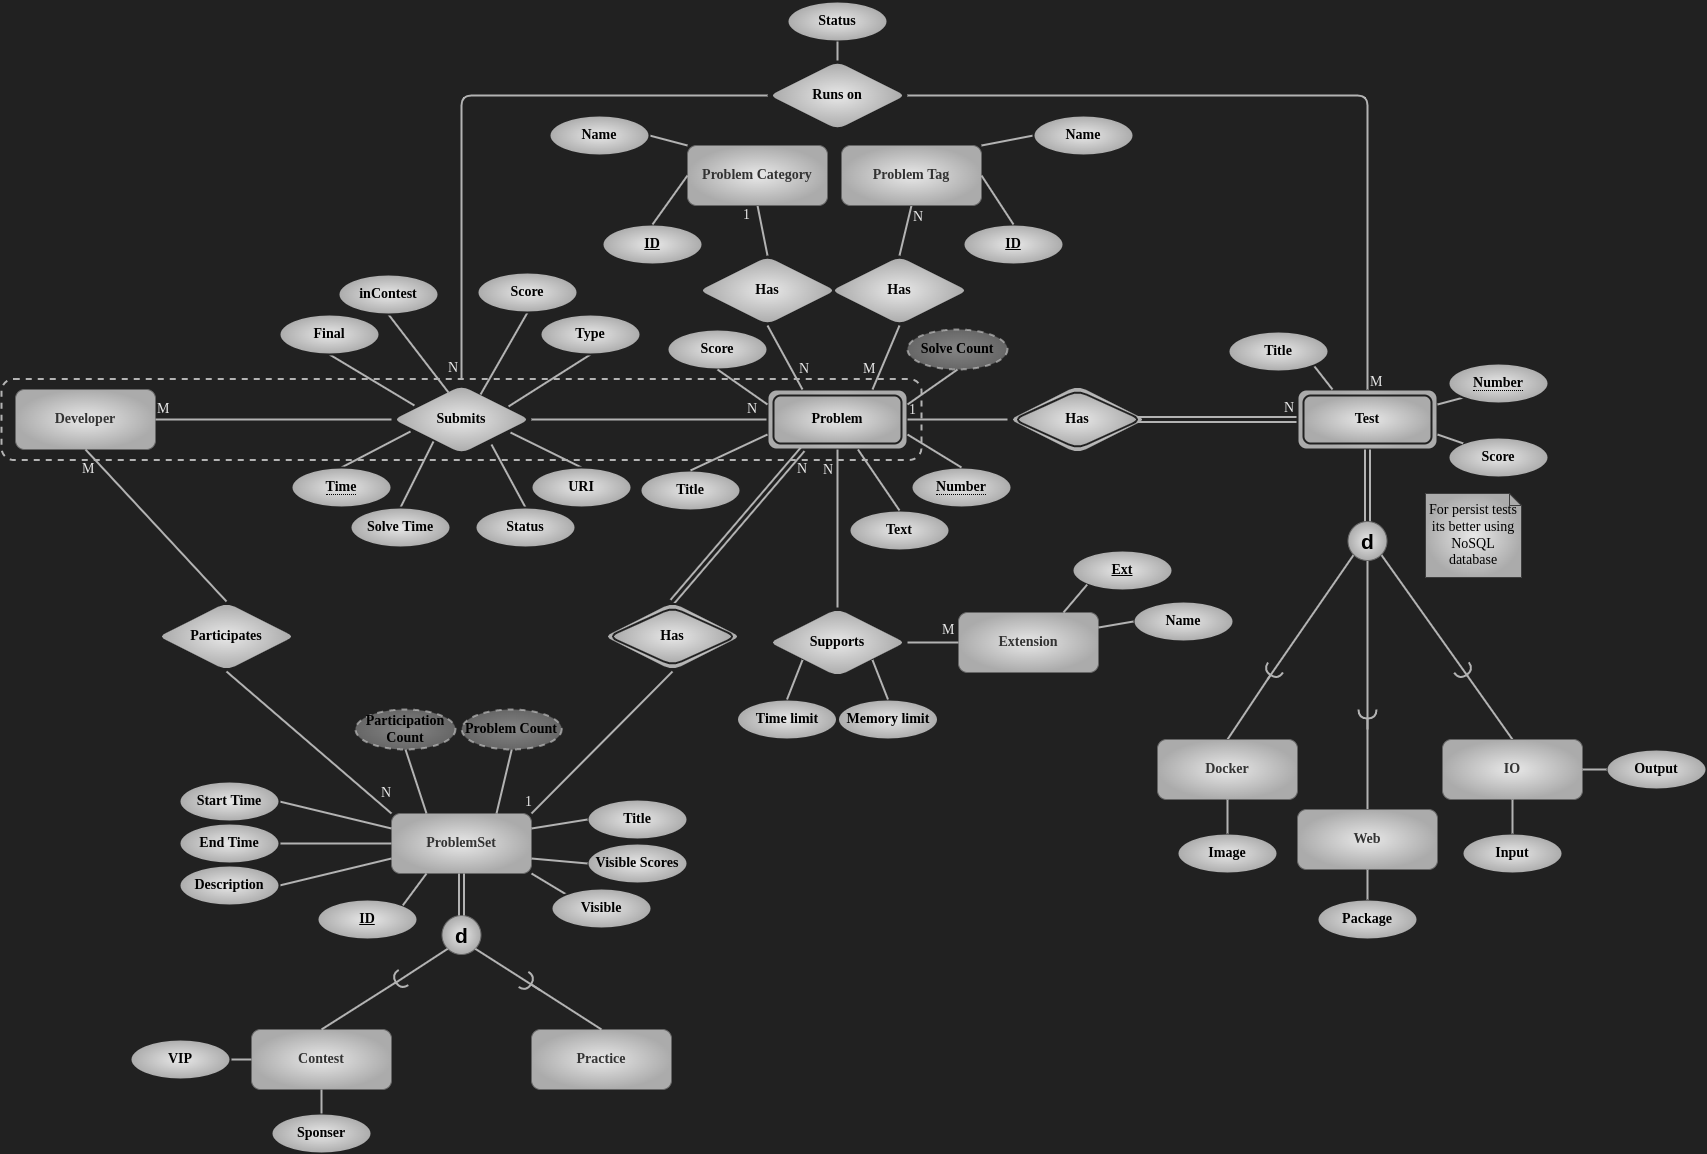 Status
Runs on
Name
Problem Category
Problem Tag
Name
1
N
ID
ID
Has
Has
inContest
Score
Final
Type
Score
Solve Count
Title
N
N
M
M
Number
Developer
M
Submits
N
Problem
1
Has
N
Test
M
Time
URI
Title
N
N
Number
Score
Solve Time
Status
Text
For persist tests
its better using
NoSQL
database
d
Ext
Participates
Has
Supports
M
Extension
Name
Participation
Count
Problem Count
Time limit
Memory limit
Docker
IO
Output
N
1
Start Time
Title
End Time
ProblemSet
Visible Scores
Web
Image
Input
Description
ID
Visible
Package
d
VIP
Contest
Practice
Sponser